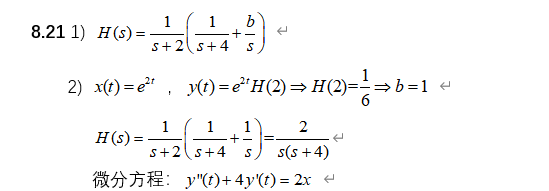 8.21 1) H(s) = 1/(s+2) (1/(s+4) + b/s) ↵
2) x(t) = e^{2t} , y(t) = e^{2t}H(2) ⇒ H(2)=1/6 ⇒ b = 1 ↵
H(s) = 1/(s+2) (1/(s+4) + 1/s) = 2/(s(s+4)) ↵
微分方程： y''(t) + 4y'(t) = 2x ↵